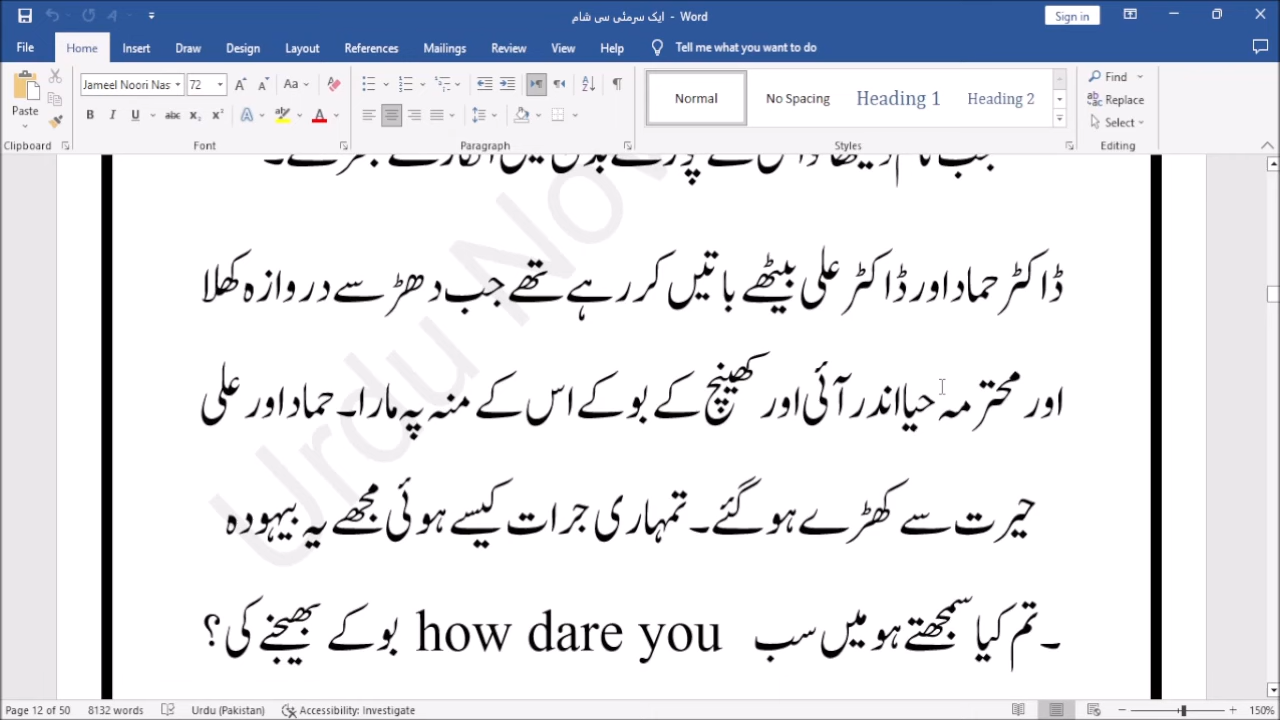 ایک سرمئی سی شام - Word
Sign in
File Home Insert Draw Design Layout References Mailings Review View Help Tell me what you want to do
Paste
Jameel Noori Nas 72
Normal No Spacing Heading 1 Heading 2
Find
Replace
Select
Clipboard Font Paragraph Styles Editing
ڈاکٹر حماد اور ڈاکٹر علی بیٹھے باتیں کر رہے تھے جب دھڑ سے دروازہ کھلا
اور محترمہ حیا اندر آئی اور کھینچ کے بوکے اس کے منہ پہ مارا۔ حماد اور علی
حیرت سے کھڑے ہو گئے۔ تمہاری جرات کیسے ہوئی مجھے یہ بیہودہ
۔ تم کیا سمجھتے ہو میں سب how dare you بوکے بھیجنے کی؟
Urdu Nov
Page 12 of 50 8132 words Urdu (Pakistan) Accessibility: Investigate 150%